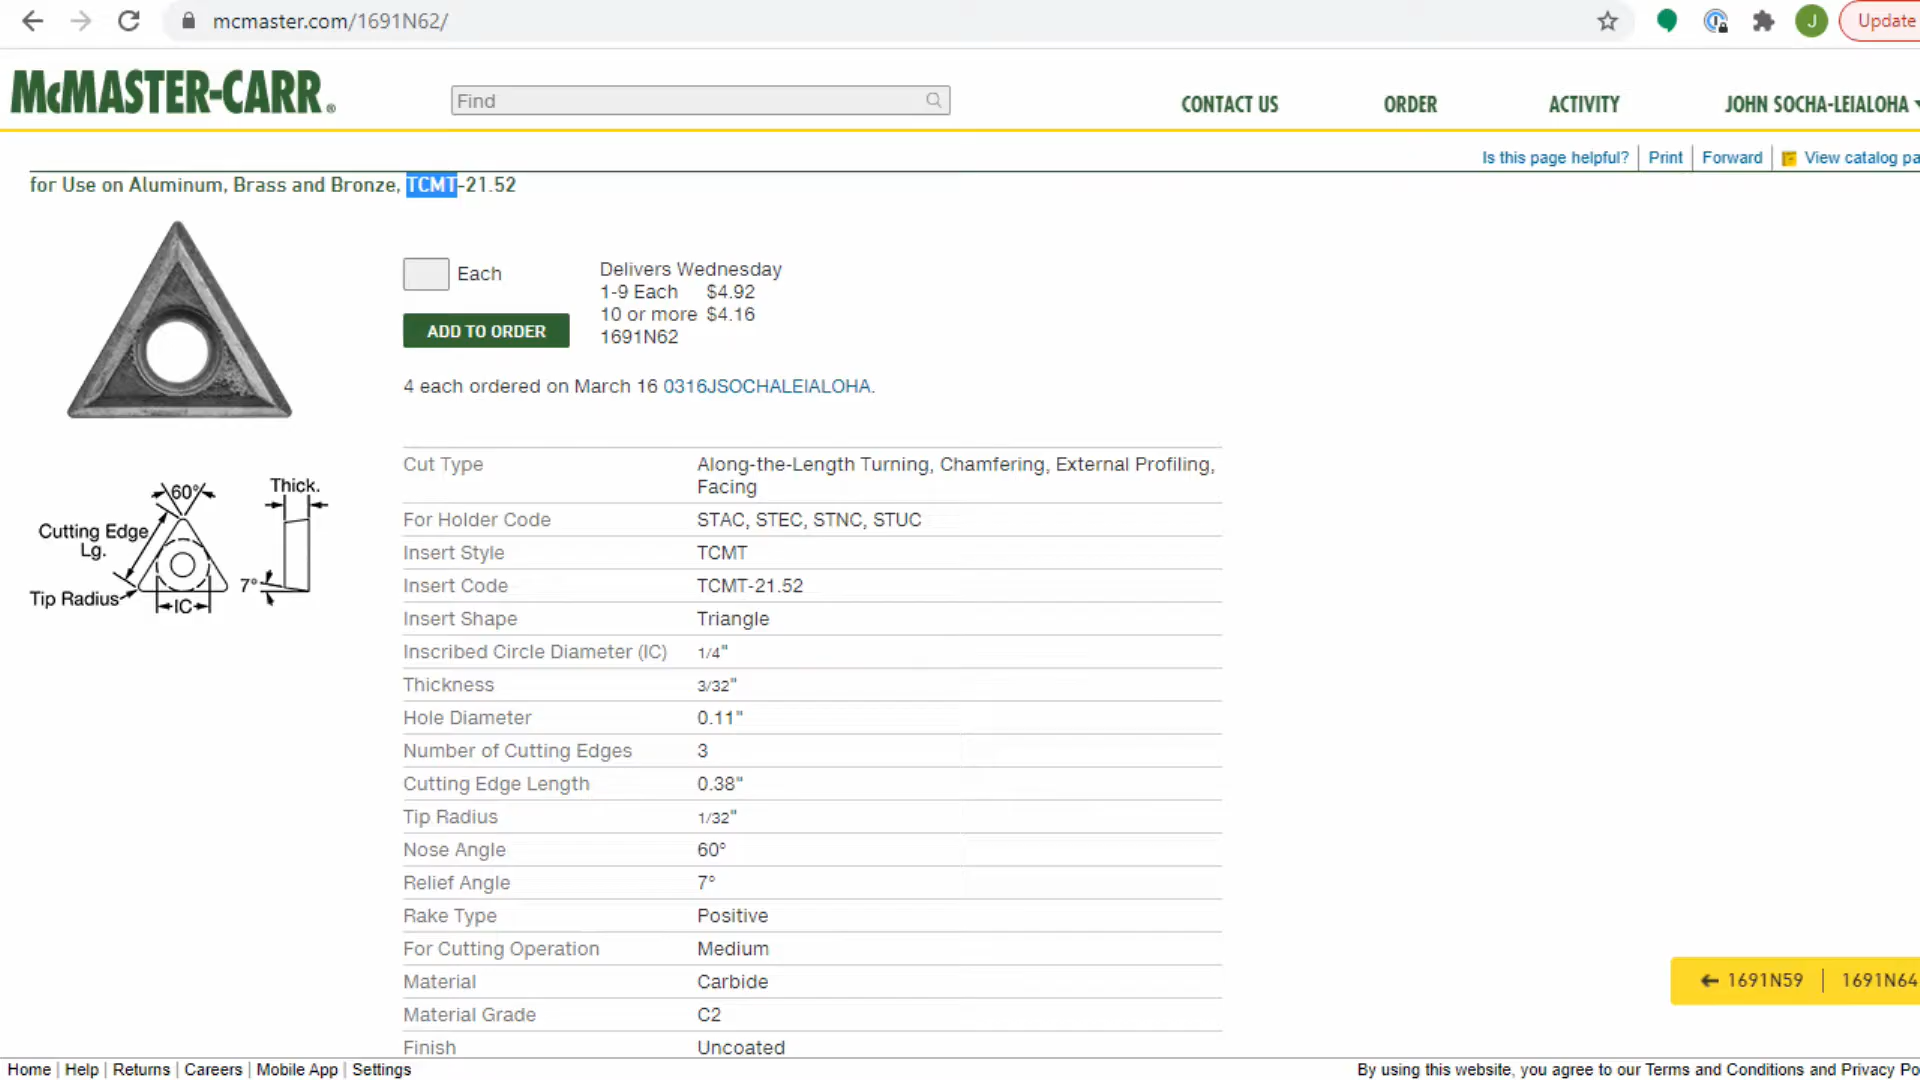 mcmaster.com/1691N62/
J
Update
McMASTER-CARR®
Find
CONTACT US
ORDER
ACTIVITY
JOHN SOCHA-LEIALOHA
Is this page helpful? | Print | Forward | View catalog pa
for Use on Aluminum, Brass and Bronze, TCMT-21.52
Each
ADD TO ORDER
Delivers Wednesday
1-9 Each $4.92
10 or more $4.16
1691N62
4 each ordered on March 16 0316JSOCHALEIALOHA.
60°
Thick.
Cutting Edge
Lg.
7°
Tip Radius
IC
Cut Type Along-the-Length Turning, Chamfering, External Profiling,
Facing
For Holder Code STAC, STEC, STNC, STUC
Insert Style TCMT
Insert Code TCMT-21.52
Insert Shape Triangle
Inscribed Circle Diameter (IC) 1/4"
Thickness 3/32"
Hole Diameter 0.11"
Number of Cutting Edges 3
Cutting Edge Length 0.38"
Tip Radius 1/32"
Nose Angle 60°
Relief Angle 7°
Rake Type Positive
For Cutting Operation Medium
Material Carbide
Material Grade C2
Finish Uncoated
1691N59 | 1691N64
Home | Help | Returns | Careers | Mobile App | Settings
By using this website, you agree to our Terms and Conditions and Privacy Po